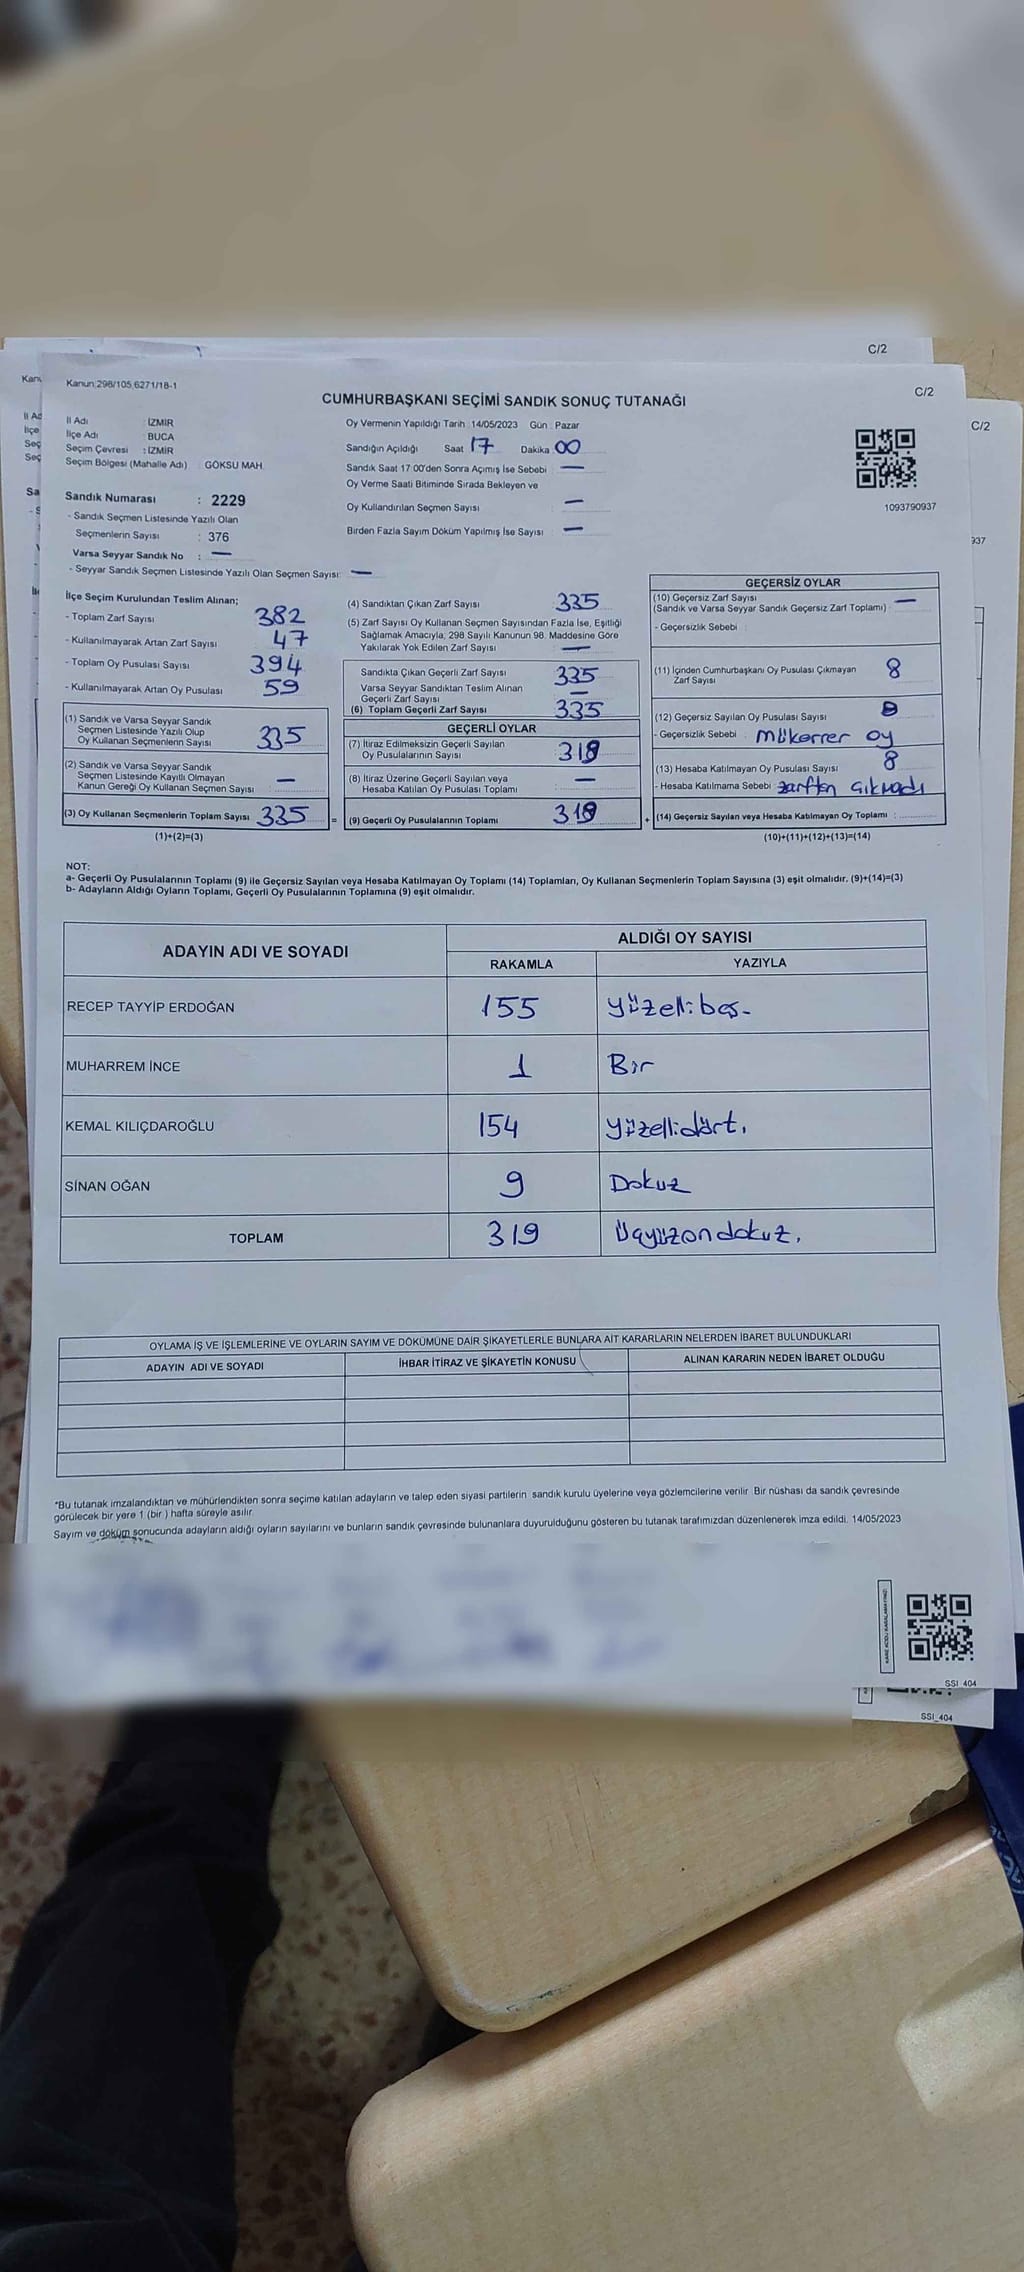 C/2
Kanun;298/105,6271/18-1
C/2
CUMHURBAŞKANI SEÇİMİ SANDIK SONUÇ TUTANAĞI
C/2
İl Adı : İZMİR
İlçe Adı : BUCA
Seçim Çevresi : İZMİR
Seçim Bölgesi (Mahalle Adı) : GÖKSU MAH.
Oy Vermenin Yapıldığı Tarih :14/05/2023 Gün : Pazar
Sandığın Açıldığı Saat 17 Dakika 00
Sandık Saat 17:00'den Sonra Açımış İse Sebebi : —
Oy Verme Saati Bitiminde Sırada Bekleyen ve
Oy Kullandırılan Seçmen Sayısı : —
Birden Fazla Sayım Döküm Yapılmış İse Sayısı : —
1093790937
937
Sandık Numarası : 2229
- Sandık Seçmen Listesinde Yazılı Olan
Seçmenlerin Sayısı : 376
Varsa Seyyar Sandık No : —
- Seyyar Sandık Seçmen Listesinde Yazılı Olan Seçmen Sayısı: —
İlçe Seçim Kurulundan Teslim Alınan;
- Toplam Zarf Sayısı 382
- Kullanılmayarak Artan Zarf Sayısı 47
- Toplam Oy Pusulası Sayısı 394
- Kullanılmayarak Artan Oy Pusulası 59
(1) Sandık ve Varsa Seyyar Sandık
Seçmen Listesinde Yazılı Olup
Oy Kullanan Seçmenlerin Sayısı 335
(2) Sandık ve Varsa Seyyar Sandık
Seçmen Listesinde Kayıtlı Olmayan
Kanun Gereği Oy Kullanan Seçmen Sayısı : —
(3) Oy Kullanan Seçmenlerin Toplam Sayısı 335 =
(1)+(2)=(3)
(4) Sandıktan Çıkan Zarf Sayısı 335
(5) Zarf Sayısı Oy Kullanan Seçmen Sayısından Fazla İse, Eşitliği
Sağlamak Amacıyla; 298 Sayılı Kanunun 98. Maddesine Göre
Yakılarak Yok Edilen Zarf Sayısı —
Sandıkta Çıkan Geçerli Zarf Sayısı 335
Varsa Seyyar Sandıktan Teslim Alınan
Geçerli Zarf Sayısı —
(6) Toplam Geçerli Zarf Sayısı 335
GEÇERLİ OYLAR
(7) İtiraz Edilmeksizin Geçerli Sayılan
Oy Pusulalarının Sayısı 319
(8) İtiraz Üzerine Geçerli Sayılan veya
Hesaba Katılan Oy Pusulası Toplamı : —
(9) Geçerli Oy Pusulalarının Toplamı 319 +
GEÇERSİZ OYLAR
(10) Geçersiz Zarf Sayısı
(Sandık ve Varsa Seyyar Sandık Geçersiz Zarf Toplamı) —
- Geçersizlik Sebebi :
(11) İçinden Cumhurbaşkanı Oy Pusulası Çıkmayan
Zarf Sayısı 8
(12) Geçersiz Sayılan Oy Pusulası Sayısı
- Geçersizlik Sebebi : mükerrer oy
(13) Hesaba Katılmayan Oy Pusulası Sayısı 8
- Hesaba Katılmama Sebebi zarftan çıkmadı
(14) Geçersiz Sayılan veya Hesaba Katılmayan Oy Toplamı :
(10)+(11)+(12)+(13)=(14)
NOT:
a- Geçerli Oy Pusulalarının Toplamı (9) ile Geçersiz Sayılan veya Hesaba Katılmayan Oy Toplamı (14) Toplamları, Oy Kullanan Seçmenlerin Toplam Sayısına (3) eşit olmalıdır. (9)+(14)=(3)
b- Adayların Aldığı Oyların Toplamı, Geçerli Oy Pusulalarının Toplamına (9) eşit olmalıdır.
ADAYIN ADI VE SOYADI ALDIĞI OY SAYISI
RAKAMLA YAZIYLA
RECEP TAYYİP ERDOĞAN 155 yüzellibeş-
MUHARREM İNCE 1 Bir
KEMAL KILIÇDAROĞLU 154 yüzellidört.
SİNAN OĞAN 9 Dokuz
TOPLAM 319 Üçyüzondokuz.
OYLAMA İŞ VE İŞLEMLERİNE VE OYLARIN SAYIM VE DÖKÜMÜNE DAİR ŞİKAYETLERLE BUNLARA AİT KARARLARIN NELERDEN İBARET BULUNDUKLARI
ADAYIN ADI VE SOYADI İHBAR İTİRAZ VE ŞİKAYETİN KONUSU ALINAN KARARIN NEDEN İBARET OLDUĞU
*Bu tutanak imzalandıktan ve mühürlendikten sonra seçime katılan adayların ve talep eden siyasi partilerin sandık kurulu üyelerine veya gözlemcilerine verilir. Bir nüshası da sandık çevresinde
görülecek bir yere 1 (bir ) hafta süreyle asılır.
Sayım ve döküm sonucunda adayların aldığı oyların sayılarını ve bunların sandık çevresinde bulunanlara duyurulduğunu gösteren bu tutanak tarafımızdan düzenlenerek imza edildi. 14/05/2023
KARE KODU KARALAMAYINIZ!
SSI_404
SSI_404